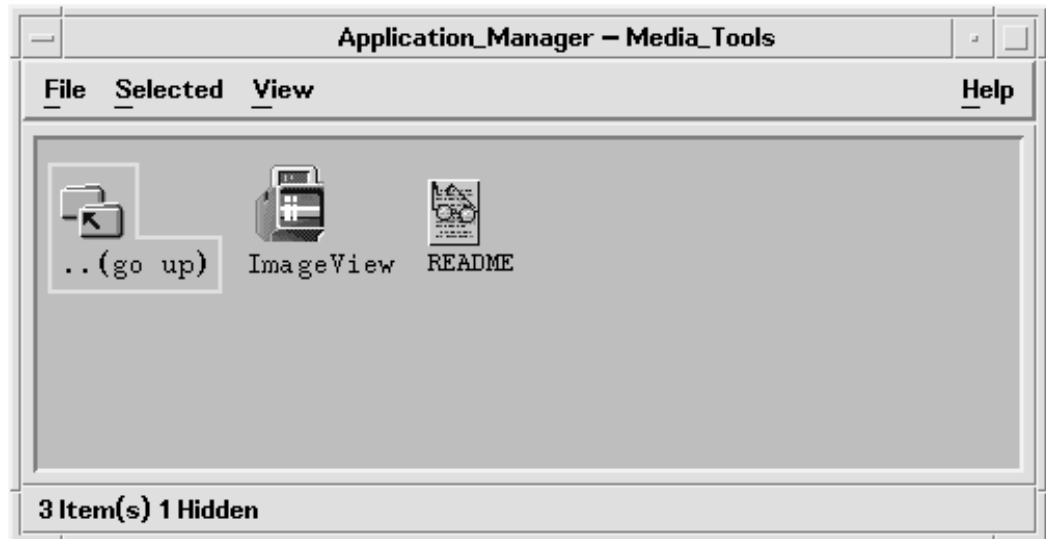 Application_Manager – Media_Tools
File Selected View Help
..(go up) ImageView README
3 Item(s) 1 Hidden